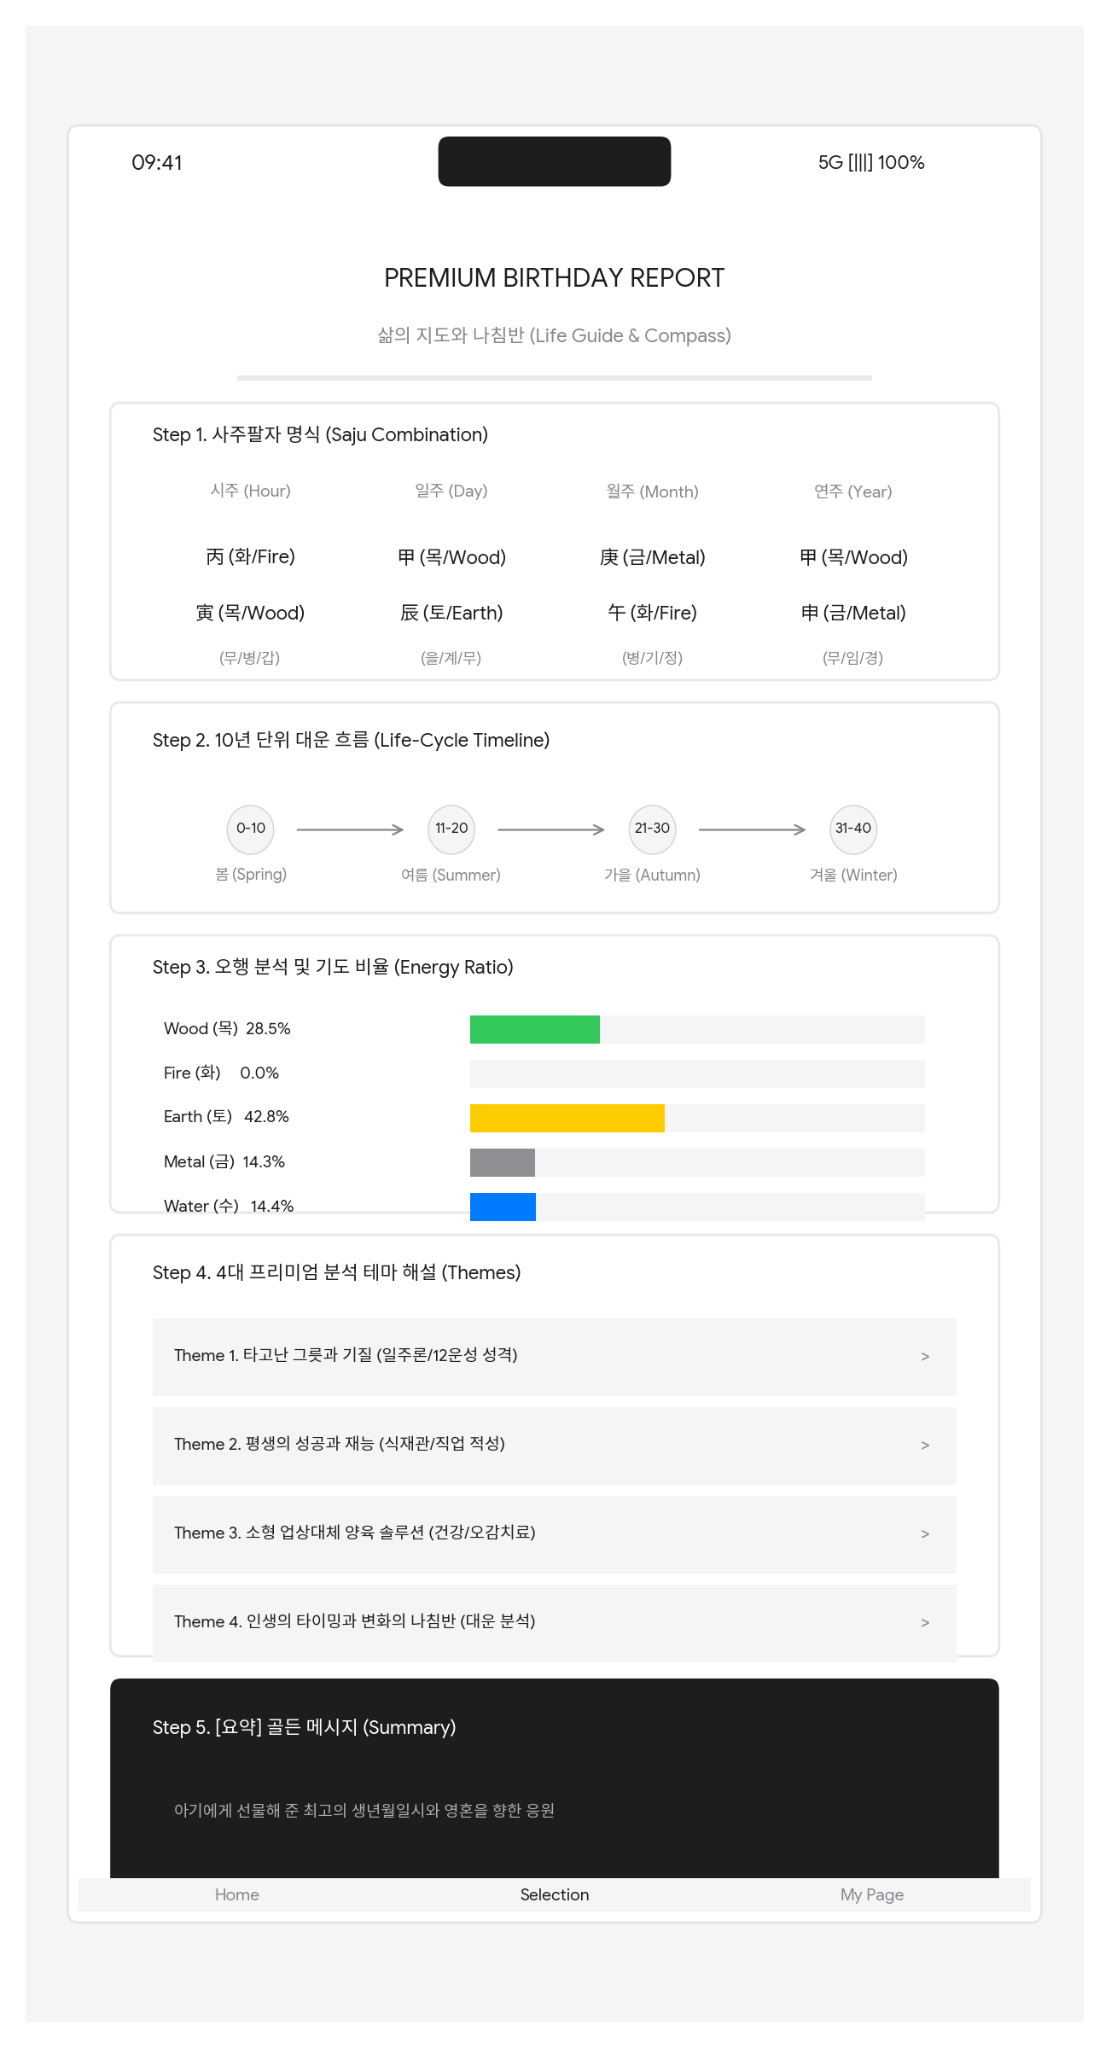 09:41 5G [|||] 100%
PREMIUM BIRTHDAY REPORT
삶의 지도와 나침반 (Life Guide & Compass)
Step 1. 사주팔자 명식 (Saju Combination)
시주 (Hour) 일주 (Day) 월주 (Month) 연주 (Year)
丙 (화/Fire) 甲 (목/Wood) 庚 (금/Metal) 甲 (목/Wood)
寅 (목/Wood) 辰 (토/Earth) 午 (화/Fire) 申 (금/Metal)
(무/병/갑) (을/계/무) (병/기/정) (무/임/경)
Step 2. 10년 단위 대운 흐름 (Life-Cycle Timeline)
0-10 11-20 21-30 31-40
봄 (Spring) 여름 (Summer) 가을 (Autumn) 겨울 (Winter)
Step 3. 오행 분석 및 기도 비율 (Energy Ratio)
Wood (목) 28.5%
Fire (화) 0.0%
Earth (토) 42.8%
Metal (금) 14.3%
Water (수) 14.4%
Step 4. 4대 프리미엄 분석 테마 해설 (Themes)
Theme 1. 타고난 그릇과 기질 (일주론/12운성 성격) >
Theme 2. 평생의 성공과 재능 (식재관/직업 적성) >
Theme 3. 소형 업상대체 양육 솔루션 (건강/오감치료) >
Theme 4. 인생의 타이밍과 변화의 나침반 (대운 분석) >
Step 5. [요약] 골든 메시지 (Summary)
아기에게 선물해 준 최고의 생년월일시와 영혼을 향한 응원
Home Selection My Page